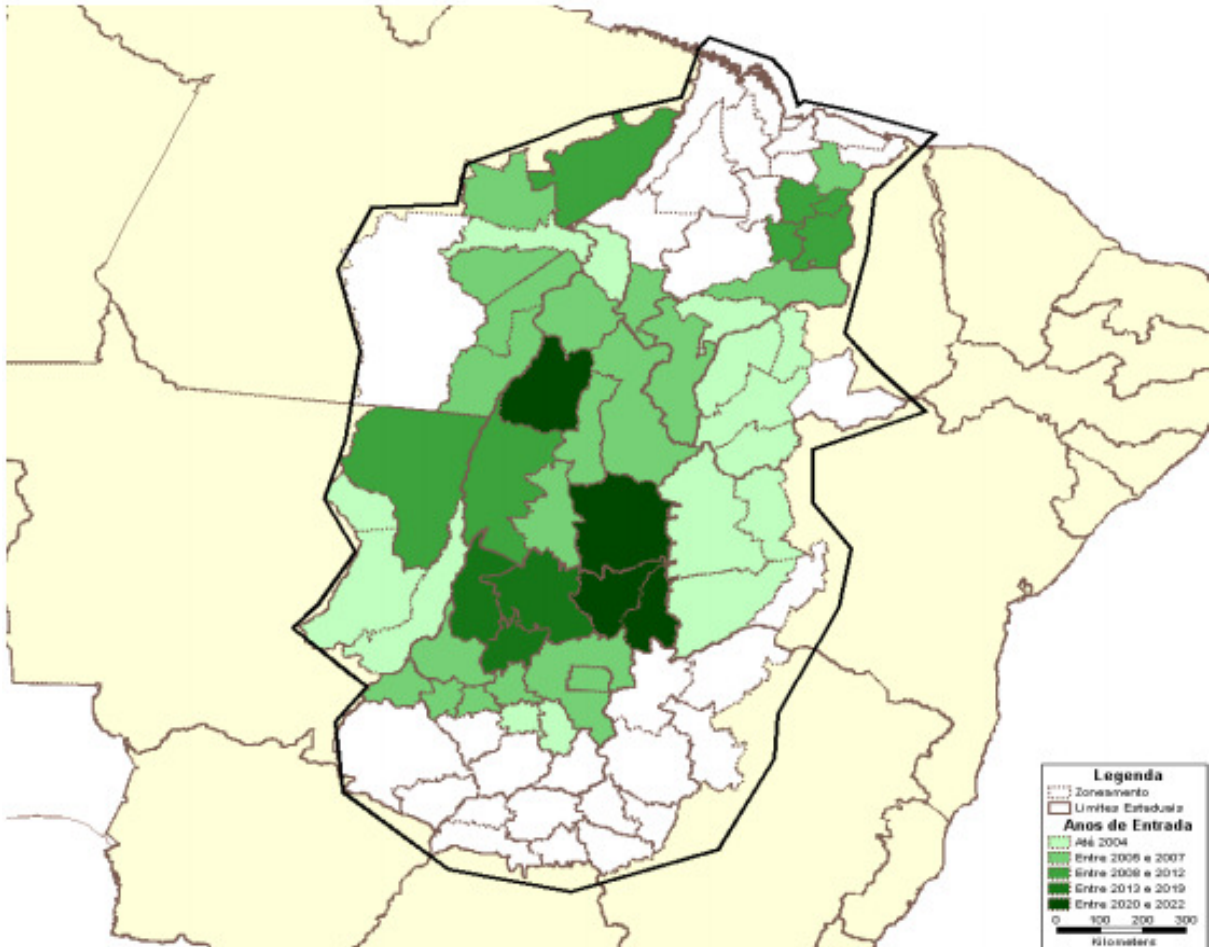 Legenda
Zoneamento
Limites Estaduais
Anos de Entrada
Até 2004
Entre 2005 e 2007
Entre 2008 e 2012
Entre 2013 e 2019
Entre 2020 e 2022
0 100 200 300
Kilometers